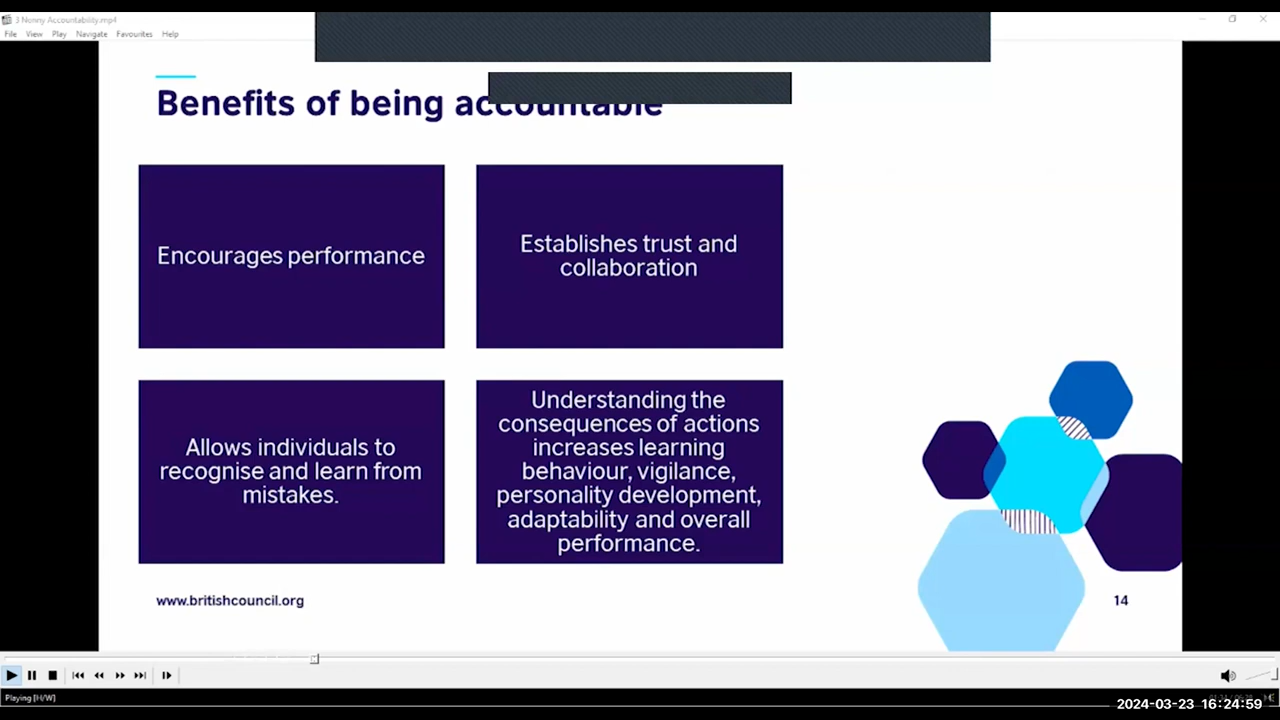 3 Nonny Accountability.mp4
File View Play Navigate Favourites Help
Benefits of being accountable
Encourages performance
Establishes trust and
collaboration
Allows individuals to
recognise and learn from
mistakes.
Understanding the
consequences of actions
increases learning
behaviour, vigilance,
personality development,
adaptability and overall
performance.
www.britishcouncil.org
14
Playing [H/W]
2024-03-23 16:24:59